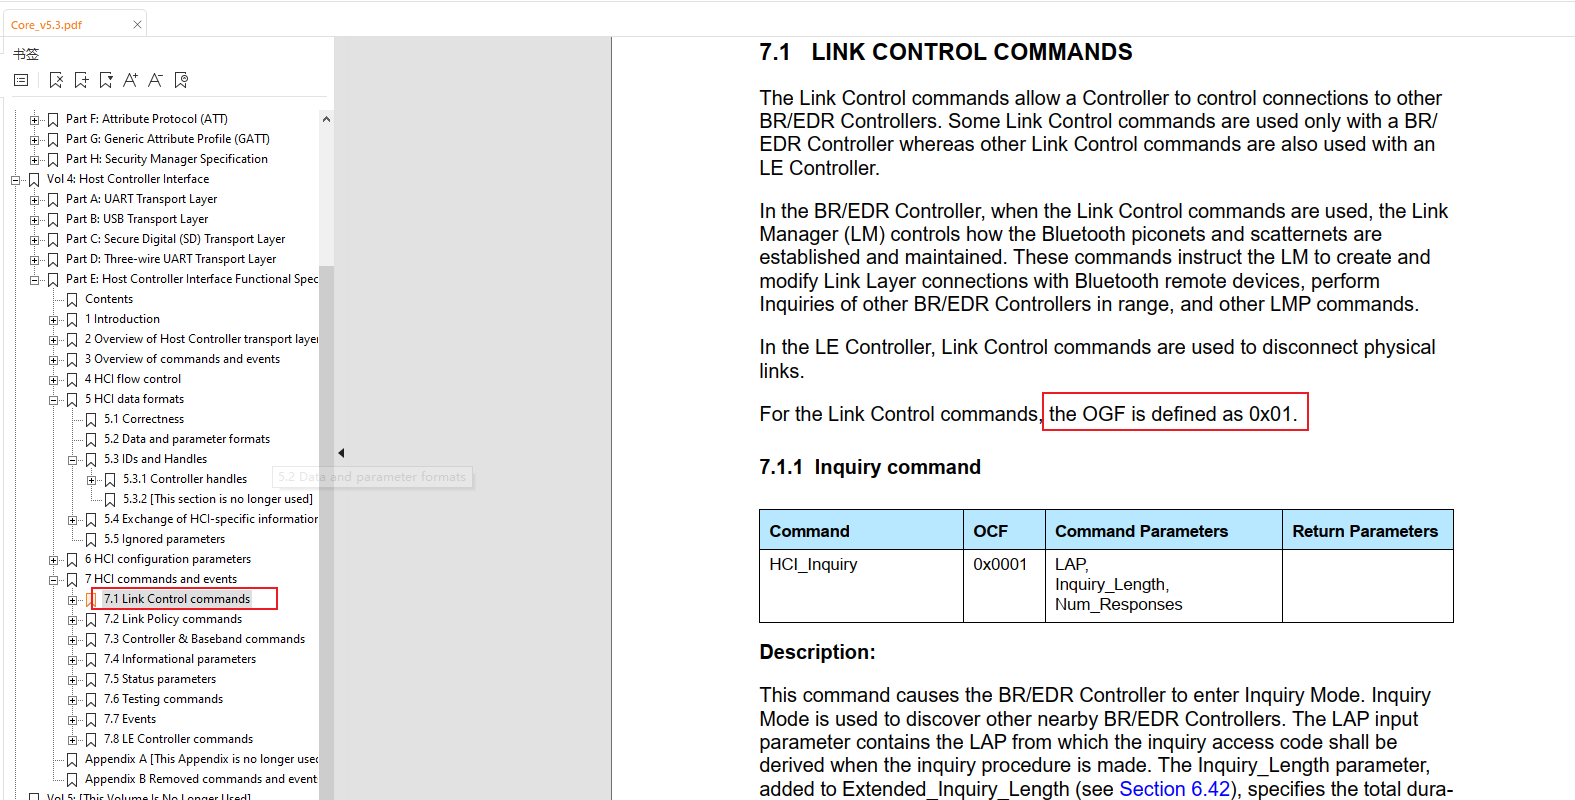 Core_v5.3.pdf
书签
Part F: Attribute Protocol (ATT)
Part G: Generic Attribute Profile (GATT)
Part H: Security Manager Specification
Vol 4: Host Controller Interface
Part A: UART Transport Layer
Part B: USB Transport Layer
Part C: Secure Digital (SD) Transport Layer
Part D: Three-wire UART Transport Layer
Part E: Host Controller Interface Functional Spec
Contents
1 Introduction
2 Overview of Host Controller transport layer
3 Overview of commands and events
4 HCI flow control
5 HCI data formats
5.1 Correctness
5.2 Data and parameter formats
5.3 IDs and Handles
5.3.1 Controller handles
5.2 Data and parameter formats
5.3.2 [This section is no longer used]
5.4 Exchange of HCI-specific information
5.5 Ignored parameters
6 HCI configuration parameters
7 HCI commands and events
7.1 Link Control commands
7.2 Link Policy commands
7.3 Controller & Baseband commands
7.4 Informational parameters
7.5 Status parameters
7.6 Testing commands
7.7 Events
7.8 LE Controller commands
Appendix A [This Appendix is no longer used
Appendix B Removed commands and event
Vol 5: [This Volume Is No Longer Used]
7.1 LINK CONTROL COMMANDS
The Link Control commands allow a Controller to control connections to other
BR/EDR Controllers. Some Link Control commands are used only with a BR/
EDR Controller whereas other Link Control commands are also used with an
LE Controller.
In the BR/EDR Controller, when the Link Control commands are used, the Link
Manager (LM) controls how the Bluetooth piconets and scatternets are
established and maintained. These commands instruct the LM to create and
modify Link Layer connections with Bluetooth remote devices, perform
Inquiries of other BR/EDR Controllers in range, and other LMP commands.
In the LE Controller, Link Control commands are used to disconnect physical
links.
For the Link Control commands, the OGF is defined as 0x01.
7.1.1 Inquiry command
Command OCF Command Parameters Return Parameters
HCI_Inquiry 0x0001 LAP,
Inquiry_Length,
Num_Responses
Description:
This command causes the BR/EDR Controller to enter Inquiry Mode. Inquiry
Mode is used to discover other nearby BR/EDR Controllers. The LAP input
parameter contains the LAP from which the inquiry access code shall be
derived when the inquiry procedure is made. The Inquiry_Length parameter,
added to Extended_Inquiry_Length (see Section 6.42), specifies the total dura-